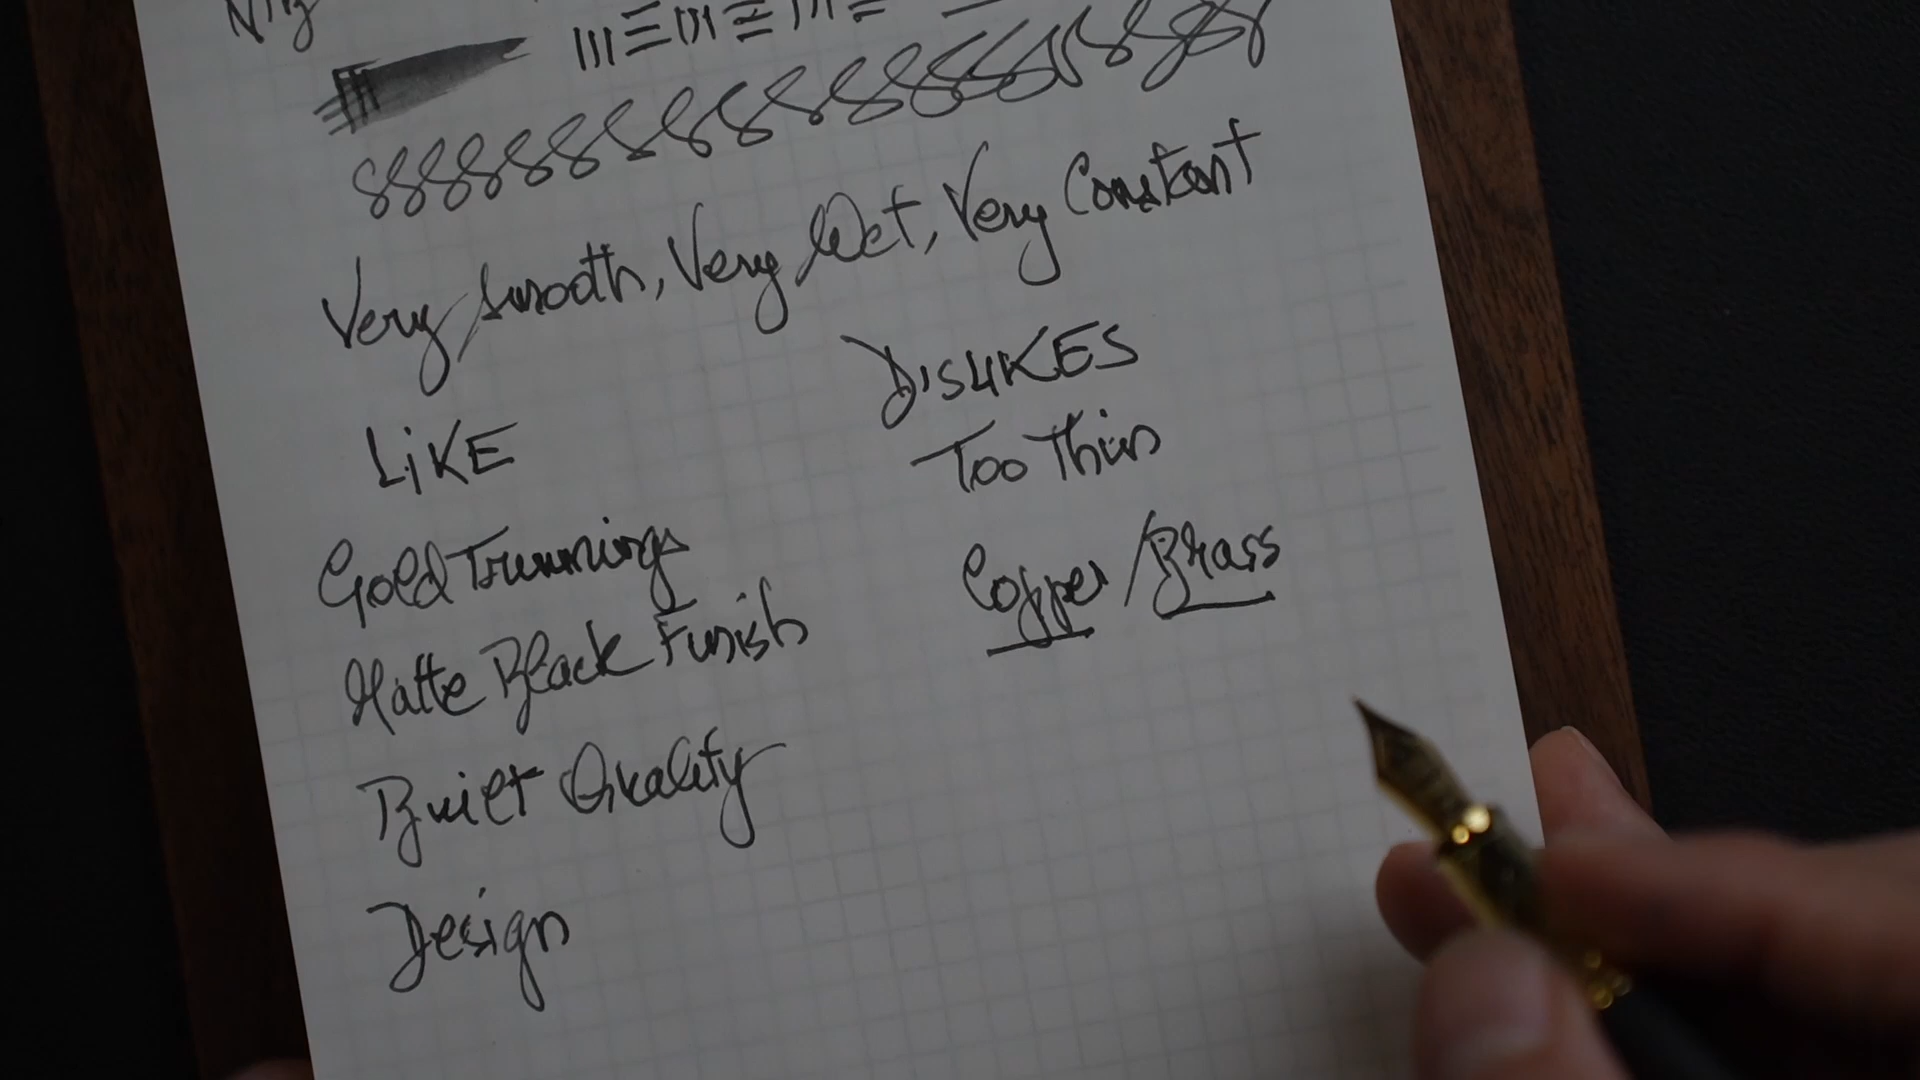 8888888888888888888
Very smooth, Very Wet, Very Constant
LiKE
Gold Trimmings
Matte Black Finish
Built Quality
Design
DISLIKES
Too Thin
Copper / Brass